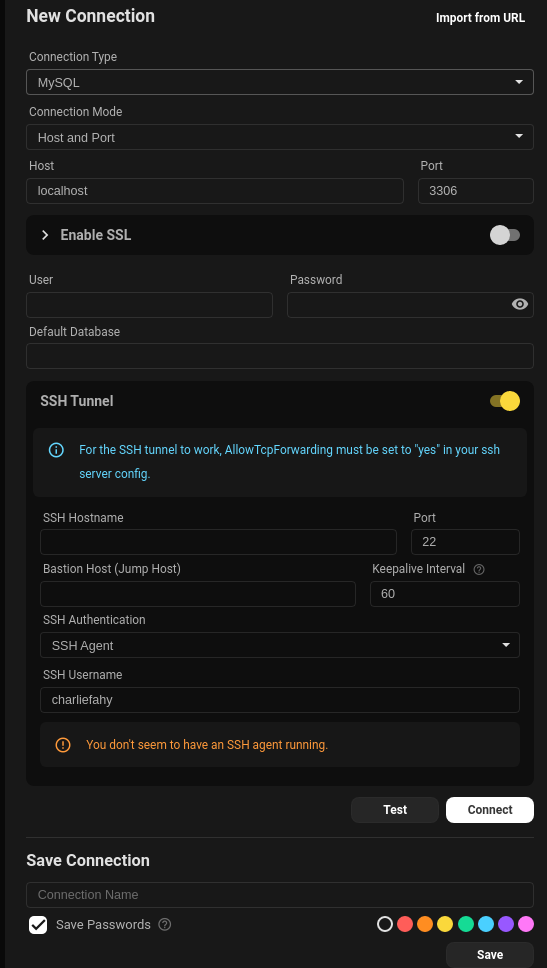 New Connection
Import from URL
Connection Type
MySQL
Connection Mode
Host and Port
Host
Port
localhost
3306
Enable SSL
User
Password
Default Database
SSH Tunnel
For the SSH tunnel to work, AllowTcpForwarding must be set to "yes" in your ssh
server config.
SSH Hostname
Port
22
Bastion Host (Jump Host)
Keepalive Interval
60
SSH Authentication
SSH Agent
SSH Username
charliefahy
You don't seem to have an SSH agent running.
Test
Connect
Save Connection
Connection Name
Save Passwords
Save